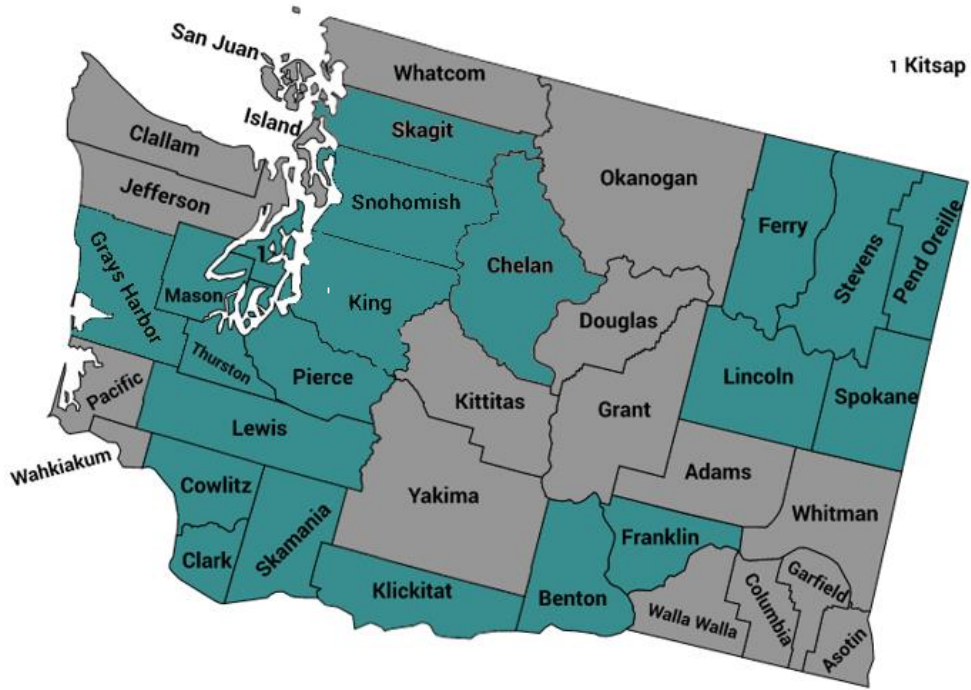 San Juan
Whatcom
1 Kitsap
Island
Skagit
Clallam
Okanogan
Jefferson
Snohomish
Ferry
Stevens
Pend Oreille
Grays Harbor
1
Chelan
Mason
King
Douglas
Thurston
Pierce
Lincoln
Spokane
Pacific
Kittitas
Grant
Lewis
Wahkiakum
Adams
Cowlitz
Yakima
Whitman
Skamania
Franklin
Clark
Klickitat
Benton
Garfield
Walla Walla
Columbia
Asotin